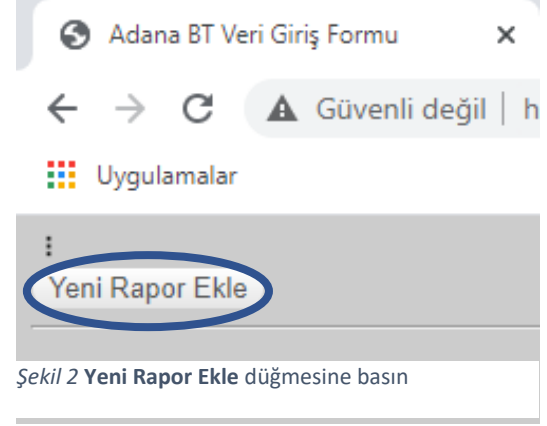 Adana BT Veri Giriş Formu
Güvenli değil | h
Uygulamalar
Yeni Rapor Ekle
Şekil 2 Yeni Rapor Ekle düğmesine basın